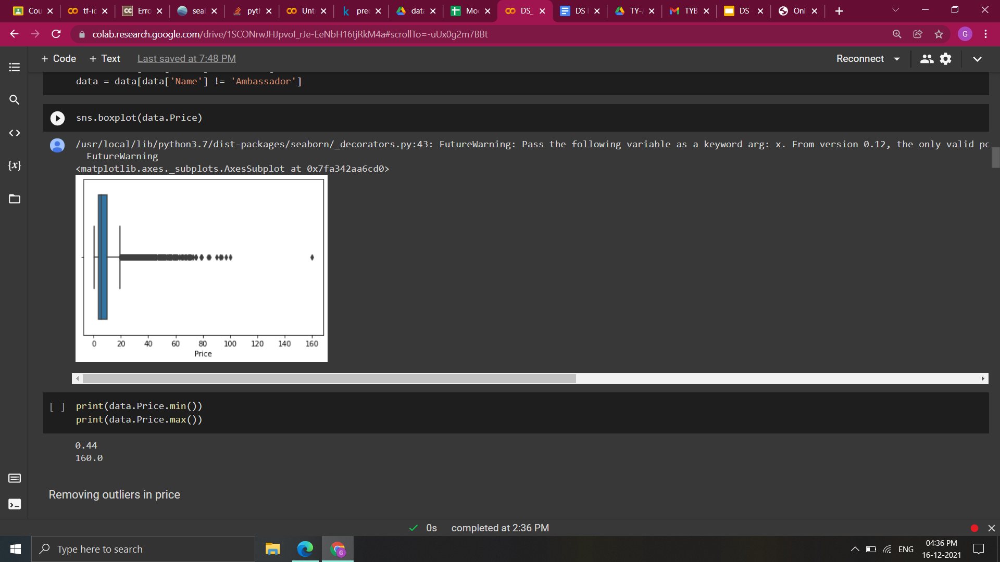 Cou
tf-ic
CC
Erro
seal
pytl
Unt
k
prec
data
Moc
DS_
DS I
TY-
TYB
DS -
Onl
colab.research.google.com/drive/1SCONrwJHJpvoI_rJe-EeNbH16tjRkM4a#scrollTo=-uUx0g2m7BBt
G
+ Code + Text Last saved at 7:48 PM
Reconnect
data = data[data['Name'] != 'Ambassador']
sns.boxplot(data.Price)
/usr/local/lib/python3.7/dist-packages/seaborn/_decorators.py:43: FutureWarning: Pass the following variable as a keyword arg: x. From version 0.12, the only valid po
FutureWarning
<matplotlib.axes._subplots.AxesSubplot at 0x7fa342aa6cd0>
0 20 40 60 80 100 120 140 160
Price
[ ] print(data.Price.min())
print(data.Price.max())
0.44
160.0
Removing outliers in price
0s completed at 2:36 PM
Type here to search
G
ENG
04:36 PM
16-12-2021